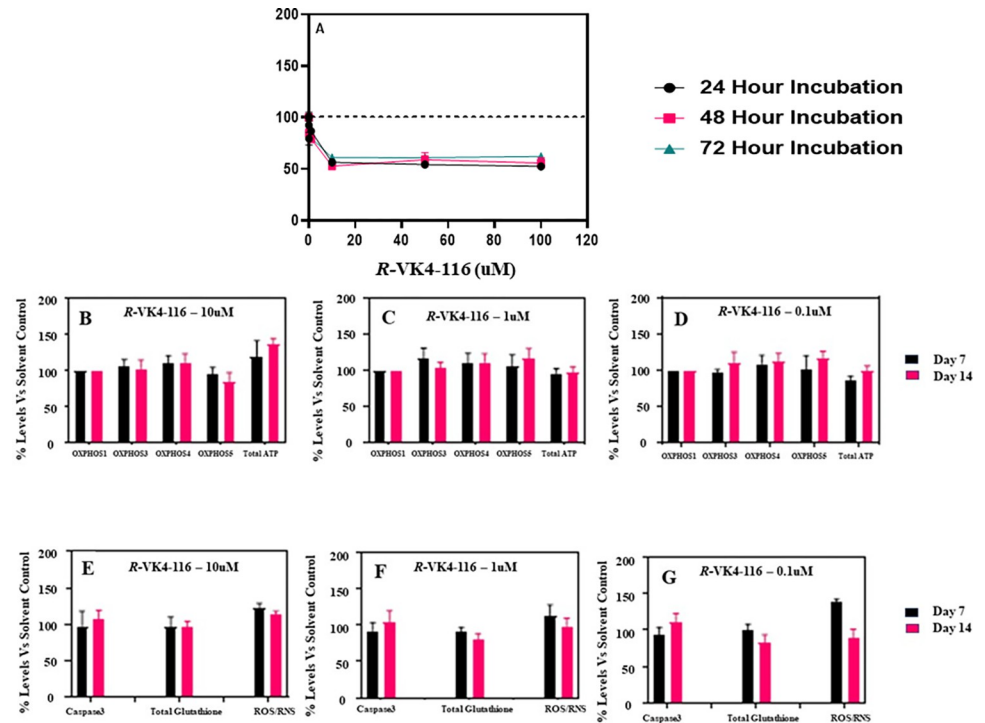 A
200
150
100
50
0
0 20 40 60 80 100 120
R-VK4-116 (uM)
24 Hour Incubation
48 Hour Incubation
72 Hour Incubation
% Levels Vs Solvent Control
200
150
100
50
0
B
R-VK4-116 – 10uM
OXPHOS1 OXPHOS3 OXPHOS4 OXPHOS5 Total ATP
% Levels Vs Solvent Control
200
150
100
50
0
C
R-VK4-116 – 1uM
OXPHOS1 OXPHOS3 OXPHOS4 OXPHOS5 Total ATP
% Levels Vs Solvent Control
200
150
100
50
0
D
R-VK4-116 – 0.1uM
OXPHOS1 OXPHOS3 OXPHOS4 OXPHOS5 Total ATP
Day 7
Day 14
% Levels Vs Solvent Control
200
150
100
50
0
E
R-VK4-116 – 10uM
Caspase3 Total Glutathione ROS/RNS
% Levels Vs Solvent Control
200
150
100
50
0
F
R-VK4-116 – 1uM
Caspase3 Total Glutathione ROS/RNS
% Levels Vs Solvent Control
200
150
100
50
0
G
R-VK4-116 – 0.1uM
Caspase3 Total Glutathione ROS/RNS
Day 7
Day 14